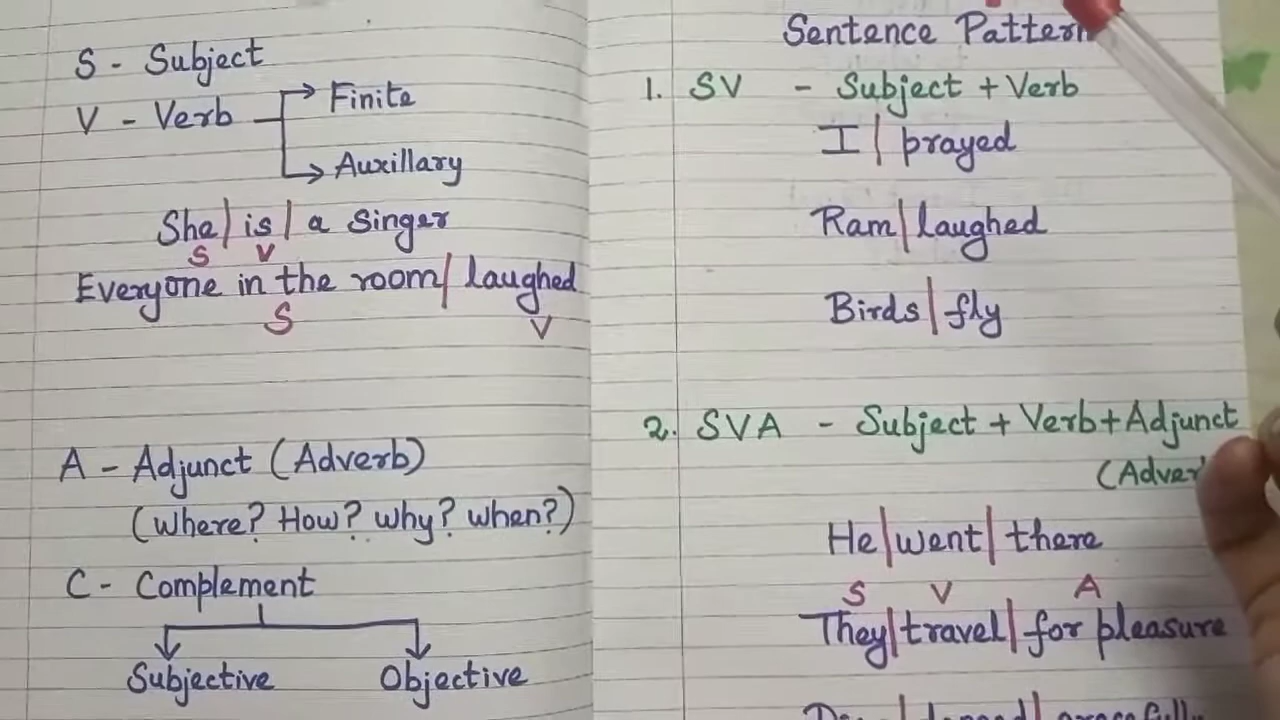 S - Subject
V - Verb → Finite
→ Auxillary
She | is | a singer
S V
Everyone in the room | laughed
S V
A - Adjunct (Adverb)
(Where? How? Why? when?)
C - Complement
Subjective Objective
Sentence Pattern
1. SV - Subject + Verb
I | prayed
Ram | laughed
Birds | fly
2. SVA - Subject + Verb + Adjunct
He | went | there
S V A
They | travel | for pleasure